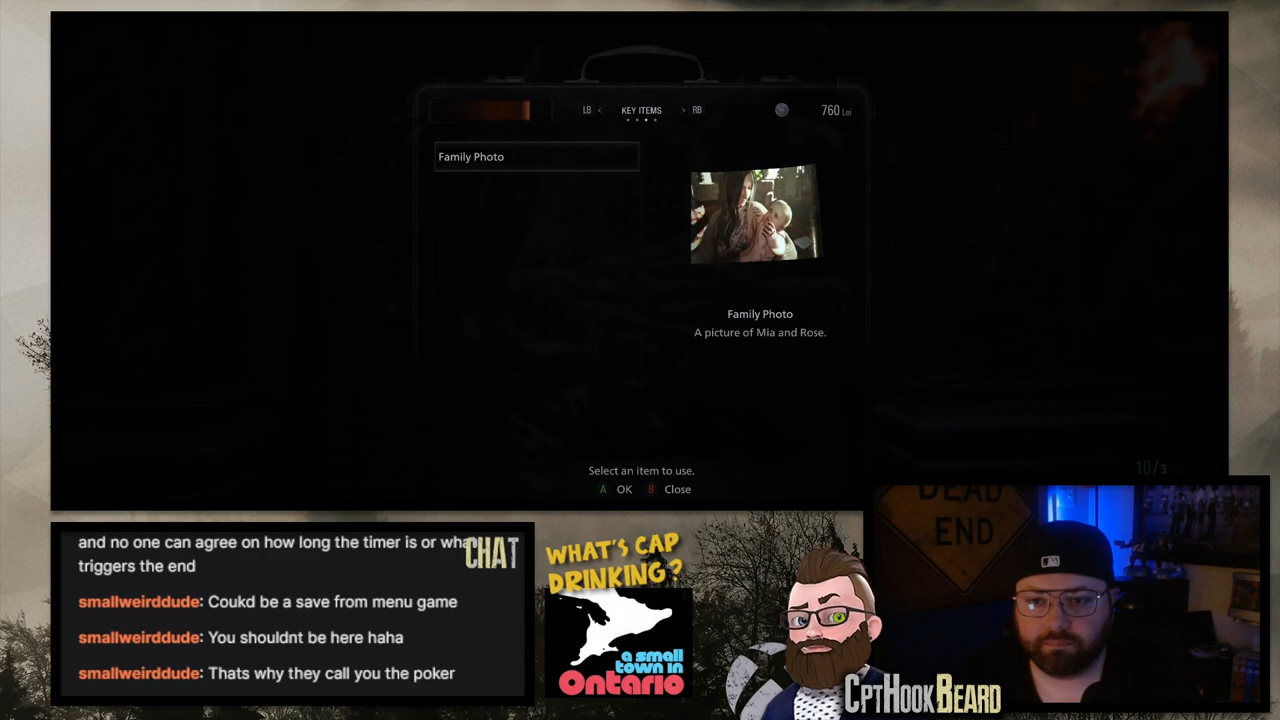 LB < KEY ITEMS > RB
760 Lei
Family Photo
Family Photo
A picture of Mia and Rose.
Select an item to use.
A OK B Close
10/3
and no one can agree on how long the timer is or what
triggers the end
CHAT
smallweirddude: Coukd be a save from menu game
smallweirddude: You shouldnt be here haha
smallweirddude: Thats why they call you the poker
WHAT'S CAP
DRINKING?
a small
town in
Ontario
DEAD
END
CPTHOOKBEARD